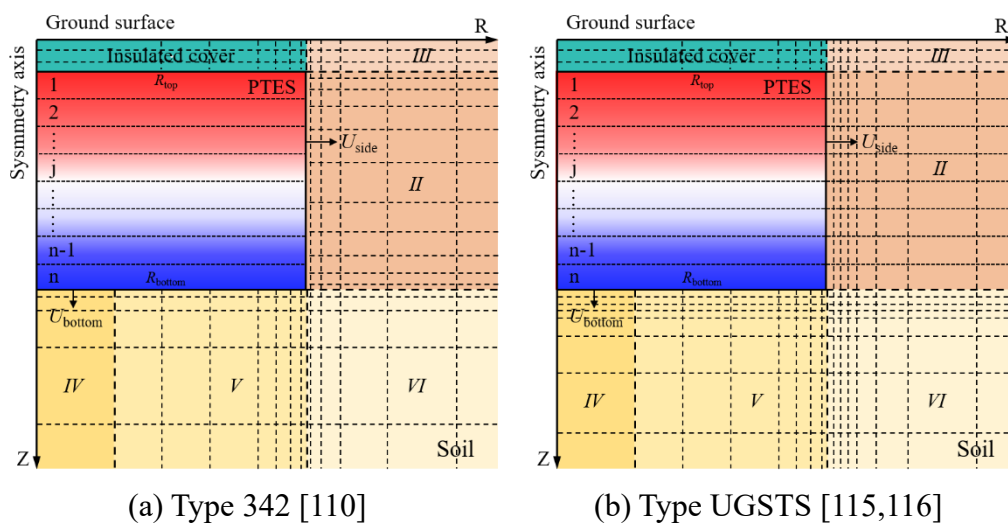 Ground surface
R
Insulated cover
III
Sysmmetry axis
1
R_top
PTES
2
⋮
U_side
j
II
⋮
n-1
n
R_bottom
U_bottom
IV
V
VI
Z
Soil
(a) Type 342 [110]
Ground surface
R
Insulated cover
III
Sysmmetry axis
1
R_top
PTES
2
⋮
U_side
j
II
⋮
n-1
n
R_bottom
U_bottom
IV
V
VI
Z
Soil
(b) Type UGSTS [115,116]